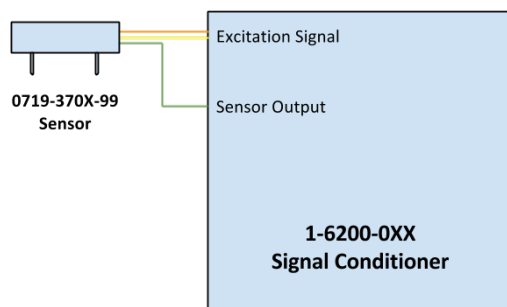 Excitation Signal
0719-370X-99
Sensor
Sensor Output
1-6200-0XX
Signal Conditioner